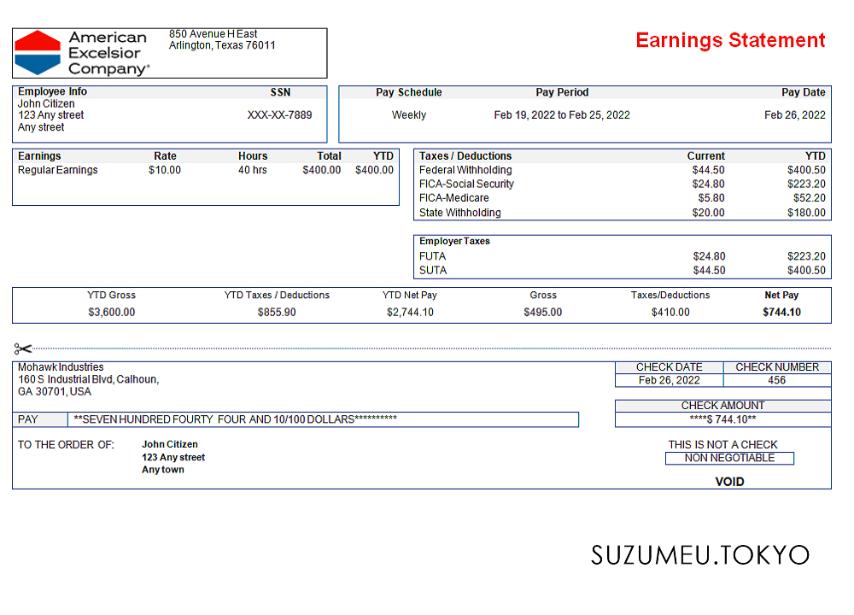 American Excelsior Company®
850 Avenue H East
Arlington, Texas 76011
Earnings Statement
Employee Info SSN
John Citizen
123 Any street XXX-XX-7889
Any street
Pay Schedule Pay Period Pay Date
Weekly Feb 19, 2022 to Feb 25, 2022 Feb 26, 2022
Earnings Rate Hours Total YTD
Regular Earnings $10.00 40 hrs $400.00 $400.00
Taxes / Deductions Current YTD
Federal Withholding $44.50 $400.50
FICA-Social Security $24.80 $223.20
FICA-Medicare $5.80 $52.20
State Withholding $20.00 $180.00
Employer Taxes
FUTA $24.80 $223.20
SUTA $44.50 $400.50
YTD Gross YTD Taxes / Deductions YTD Net Pay Gross Taxes/Deductions Net Pay
$3,600.00 $855.90 $2,744.10 $495.00 $410.00 $744.10
Mohawk Industries
160 S Industrial Blvd, Calhoun,
GA 30701, USA
CHECK DATE CHECK NUMBER
Feb 26, 2022 456
CHECK AMOUNT
****$ 744.10**
PAY **SEVEN HUNDRED FOURTY FOUR AND 10/100 DOLLARS**********
TO THE ORDER OF: John Citizen
123 Any street
Any town
THIS IS NOT A CHECK
NON NEGOTIABLE
VOID
SUZUMEU.TOKYO